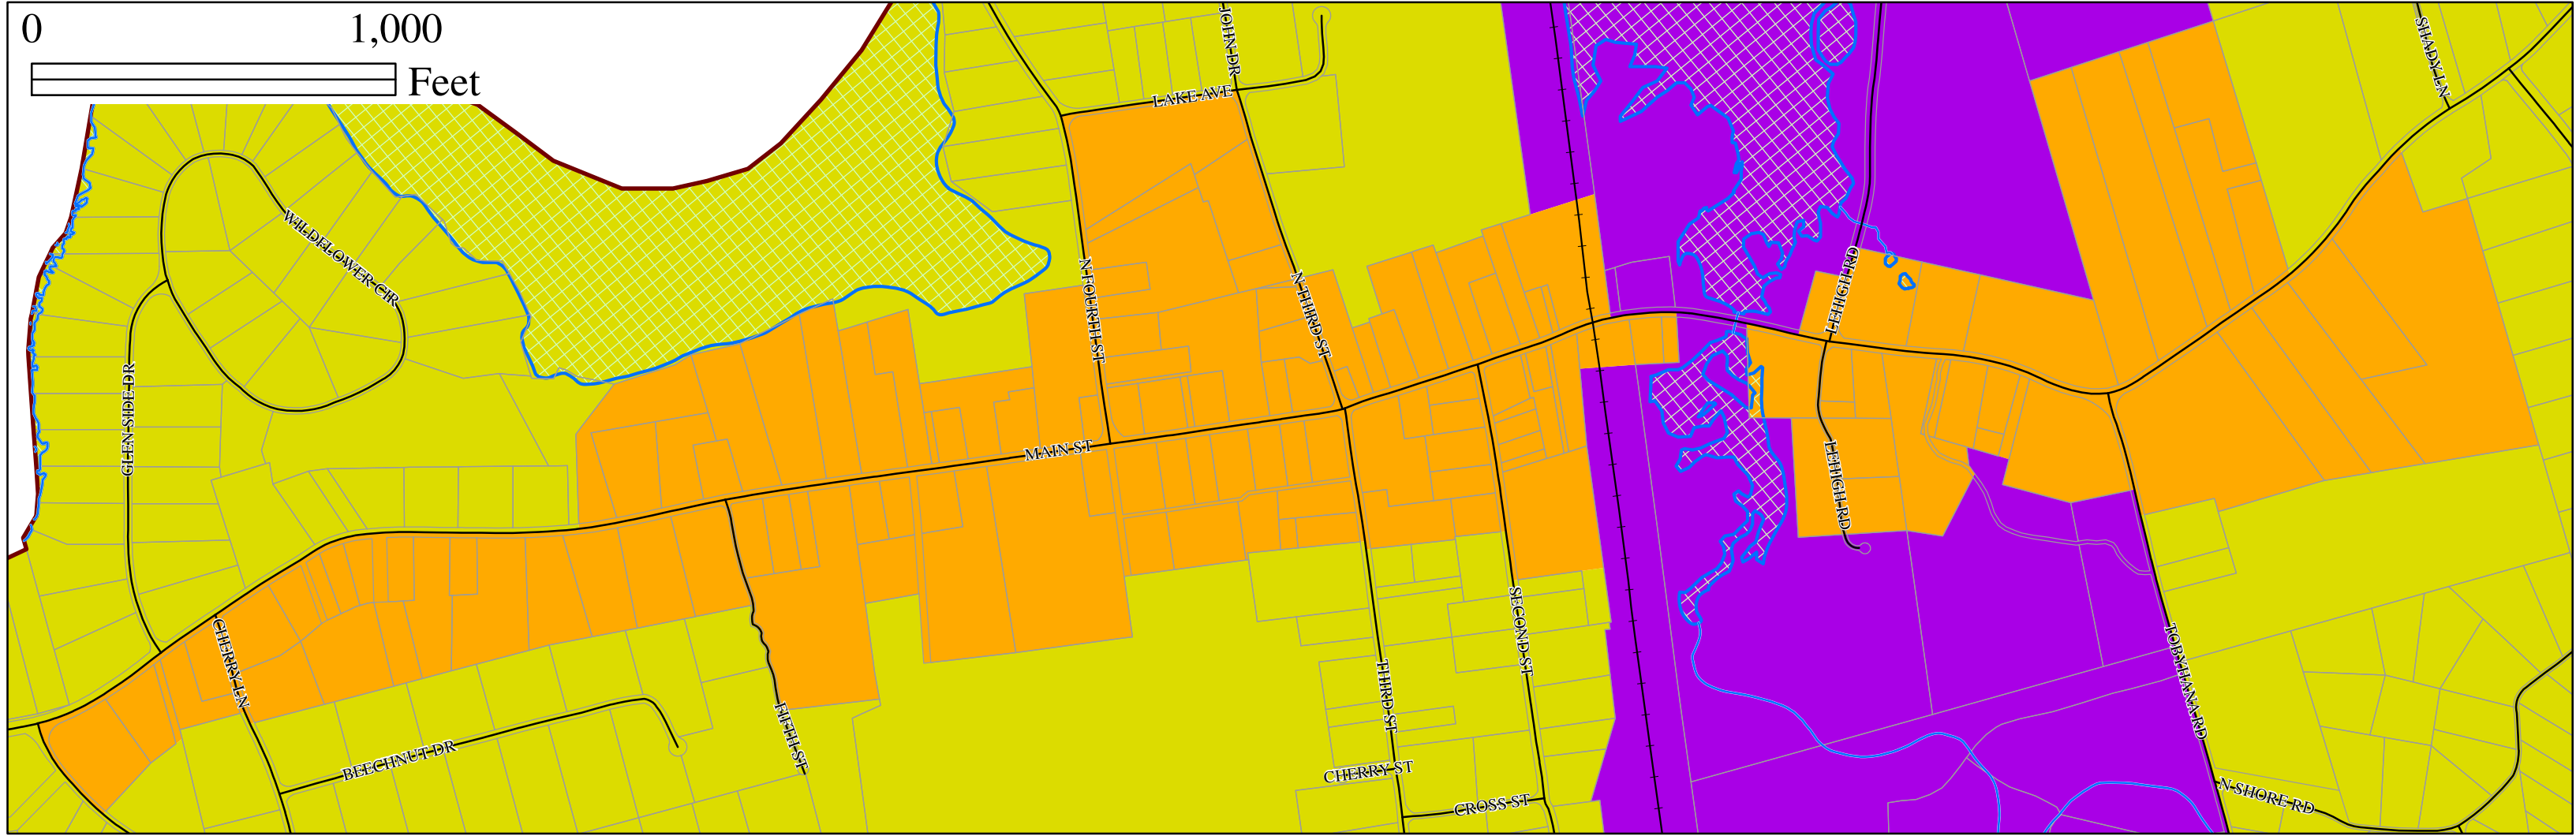 0 1,000
Feet
JOHN DR
SHADY LN
LAKE AVE
WILDFLOWER CIR
N FOURTH ST
N THIRD ST
LEHIGH RD
GLEN SIDE DR
MAIN ST
LEHIGH RD
CHERRY LN
SECOND ST
THIRD ST
TOBYHANA RD
FIFTH ST
BEECHNUT DR
CHERRY ST
CROSS ST
N SHORE RD